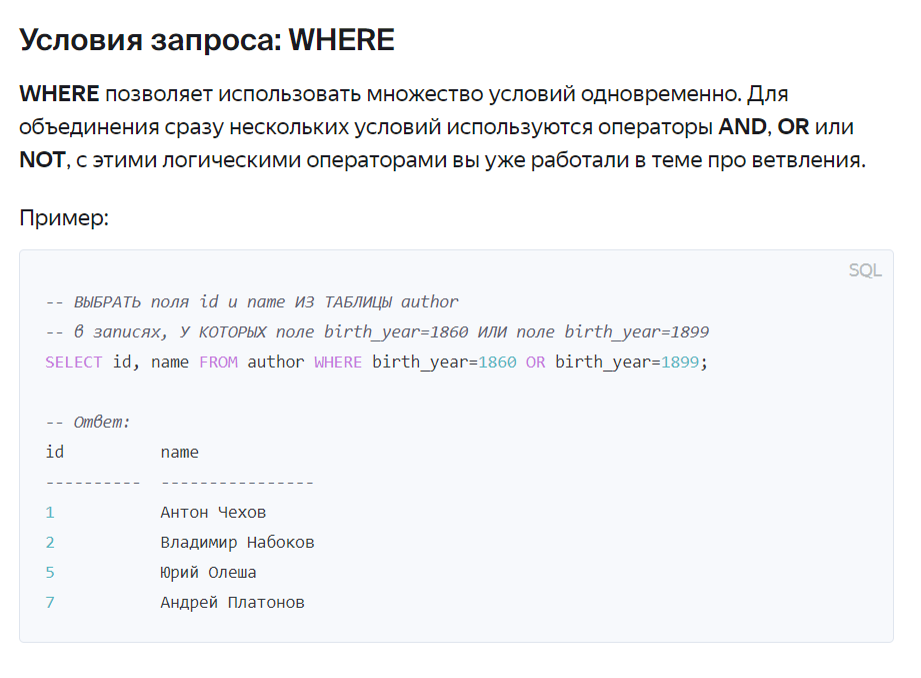 Условия запроса: WHERE
WHERE позволяет использовать множество условий одновременно. Для
объединения сразу нескольких условий используются операторы AND, OR или
NOT, с этими логическими операторами вы уже работали в теме про ветвления.
Пример:
SQL
-- ВЫБРАТЬ поля id и name ИЗ ТАБЛИЦЫ author
-- в записях, У КОТОРЫХ поле birth_year=1860 ИЛИ поле birth_year=1899
SELECT id, name FROM author WHERE birth_year=1860 OR birth_year=1899;
-- Ответ:
id          name
----------  ----------------
1           Антон Чехов
2           Владимир Набоков
5           Юрий Олеша
7           Андрей Платонов